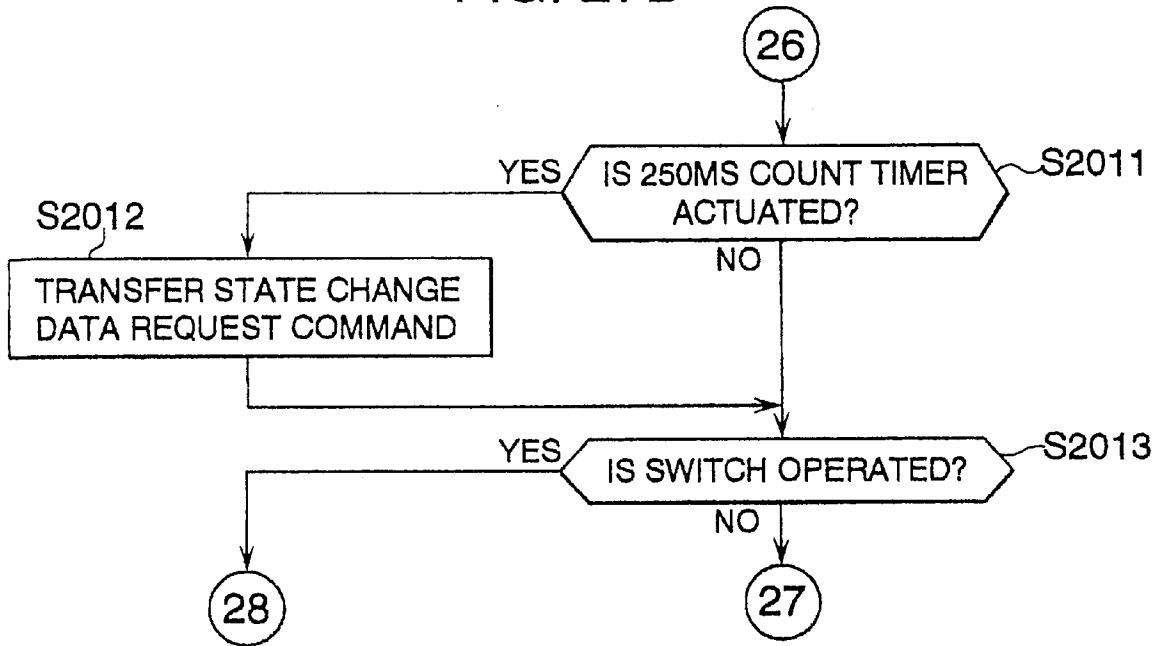 26
YES
IS 250MS COUNT TIMER
ACTUATED?
S2011
S2012
NO
TRANSFER STATE CHANGE
DATA REQUEST COMMAND
YES
IS SWITCH OPERATED?
S2013
NO
28
27